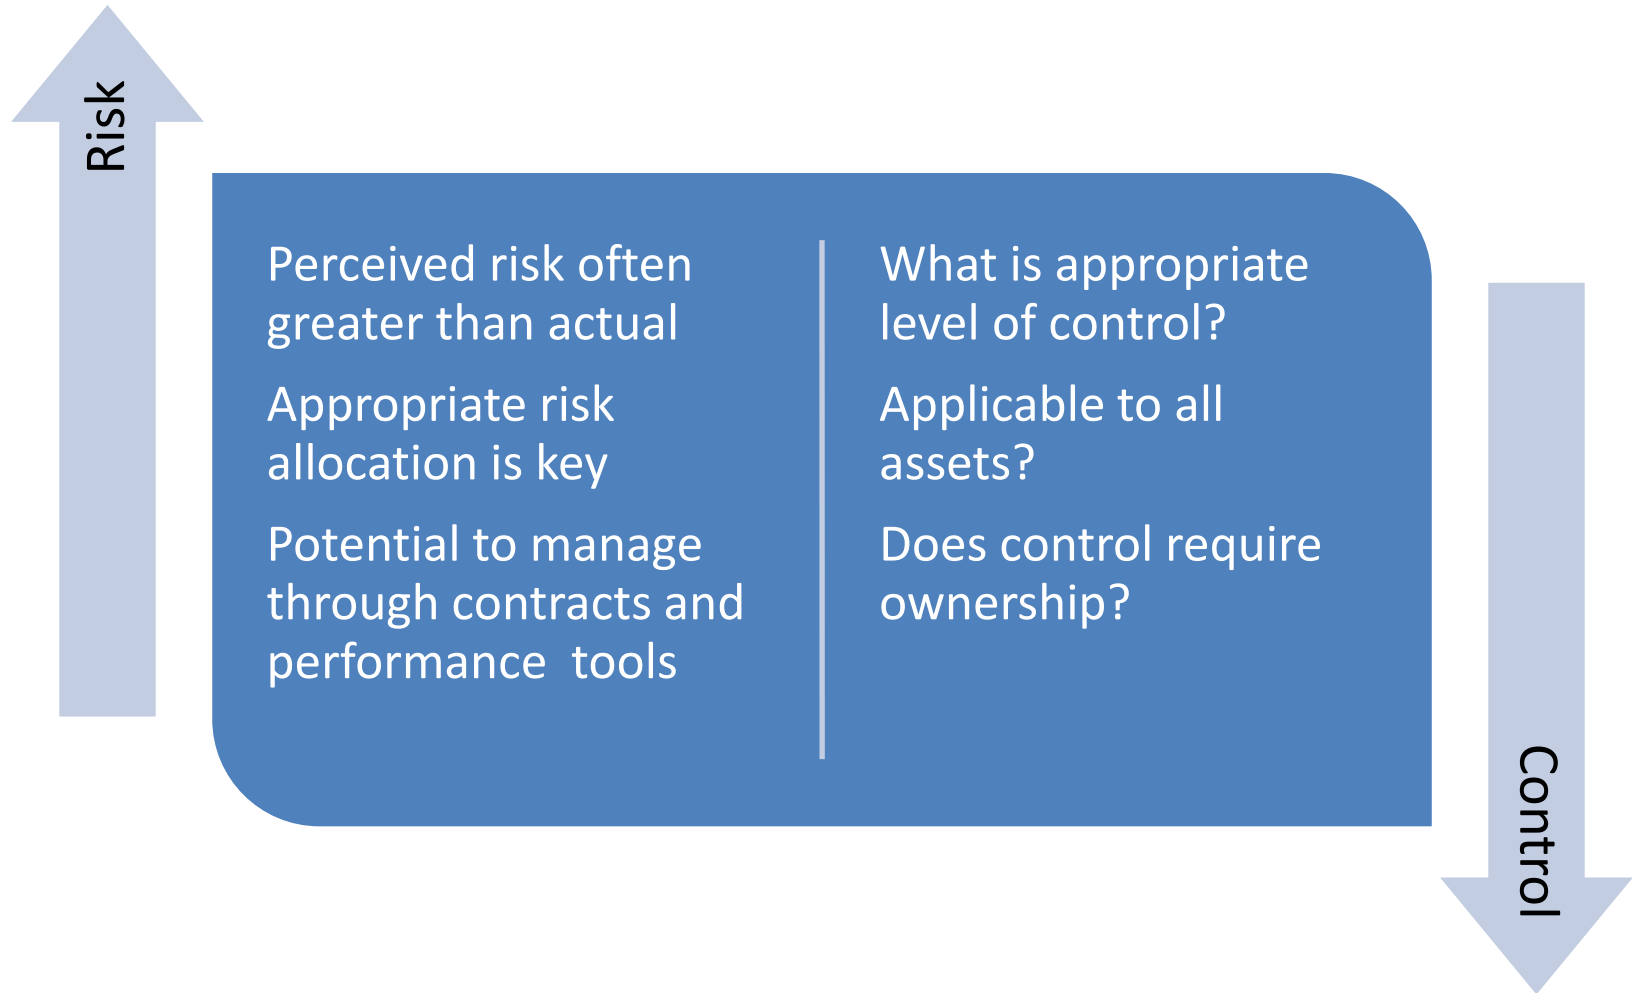 Risk
Perceived risk often
greater than actual
Appropriate risk
allocation is key
Potential to manage
through contracts and
performance  tools
What is appropriate
level of control?
Applicable to all
assets?
Does control require
ownership?
Control